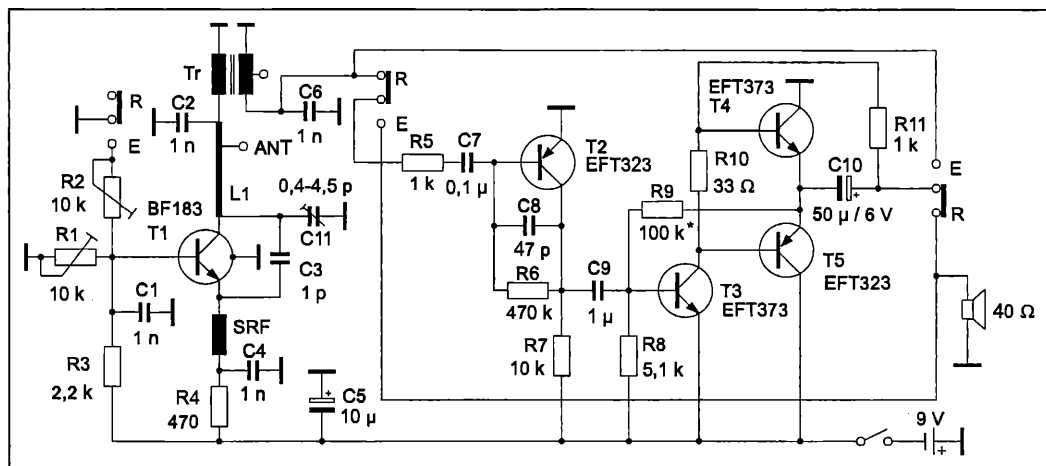 Tr
C6
1 n
R
E
C2
1 n
R
E
ANT
L1
R2
10 k
BF183
T1
0,4-4,5 p
C11
R1
10 k
C3
1 p
C1
1 n
SRF
C4
1 n
R3
2,2 k
R4
470
C5
+
10 µ
R5
1 k
C7
0,1 µ
T2
EFT323
C8
47 p
R6
470 k
C9
1 µ
R7
10 k
R8
5,1 k
R9
100 k*
T3
EFT373
EFT373
T4
R10
33 Ω
R11
1 k
C10
+
50 µ / 6 V
T5
EFT323
E
R
40 Ω
9 V
+